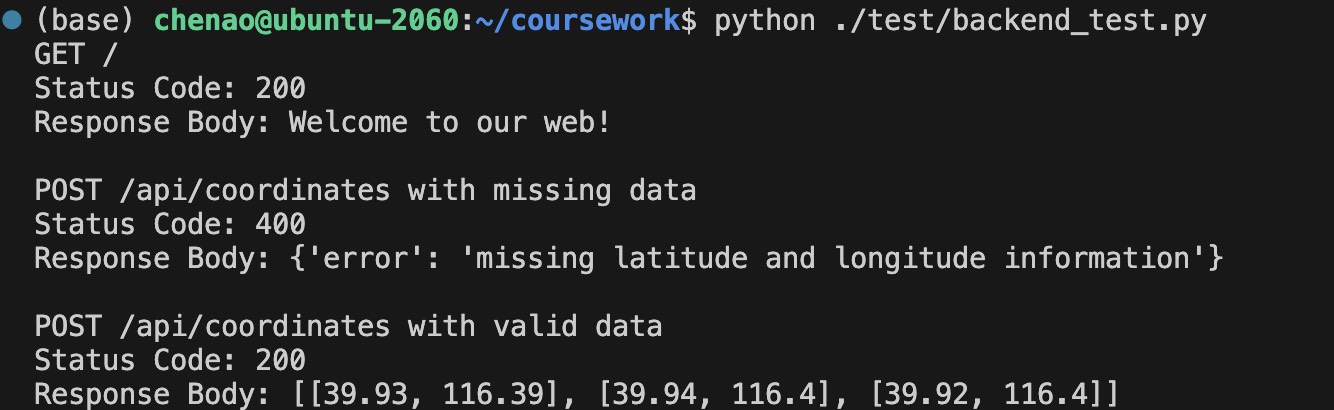 (base) chenao@ubuntu-2060:~/coursework$ python ./test/backend_test.py
GET /
Status Code: 200
Response Body: Welcome to our web!
POST /api/coordinates with missing data
Status Code: 400
Response Body: {'error': 'missing latitude and longitude information'}
POST /api/coordinates with valid data
Status Code: 200
Response Body: [[39.93, 116.39], [39.94, 116.4], [39.92, 116.4]]